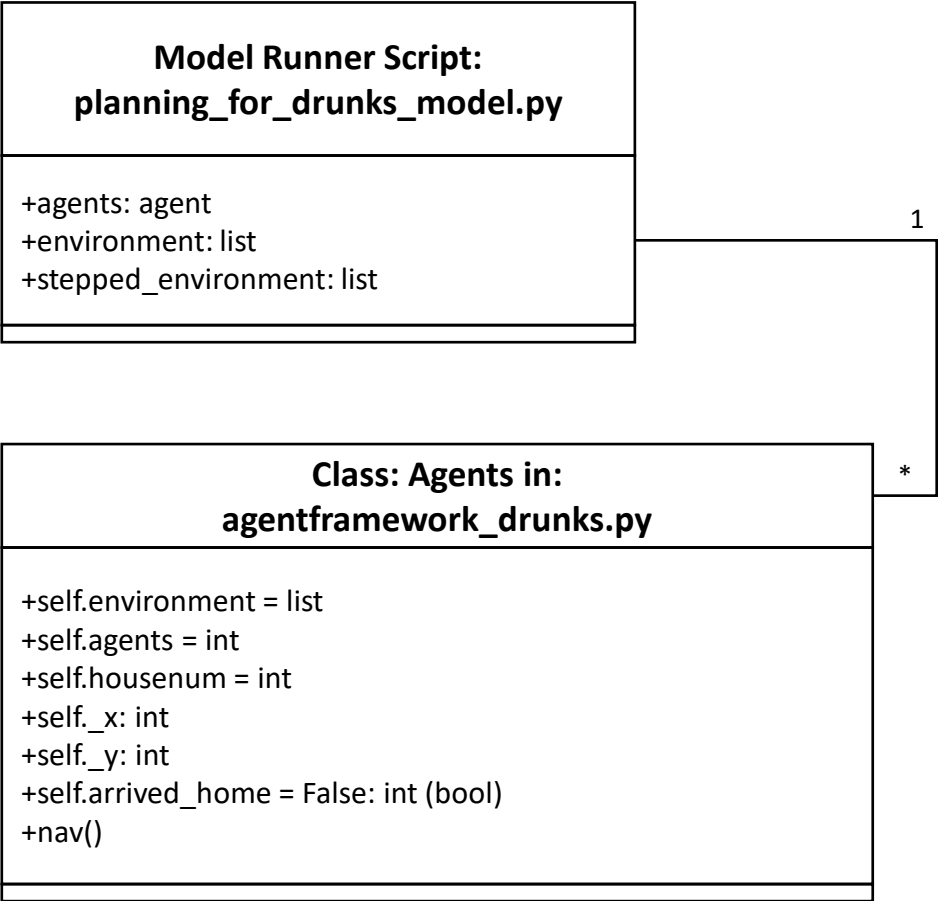 Model Runner Script:
planning_for_drunks_model.py
+agents: agent
+environment: list
+stepped_environment: list
1
*
Class: Agents in:
agentframework_drunks.py
+self.environment = list
+self.agents = int
+self.housenum = int
+self._x: int
+self._y: int
+self.arrived_home = False: int (bool)
+nav()